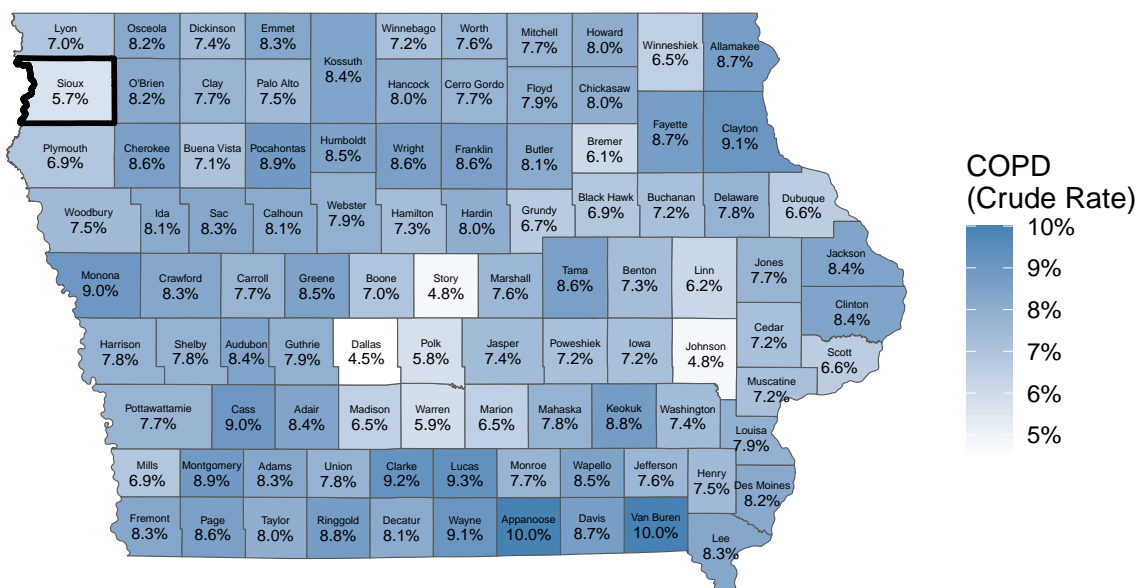 Lyon
7.0%
Osceola
8.2%
Dickinson
7.4%
Emmet
8.3%
Kossuth
8.4%
Winnebago
7.2%
Worth
7.6%
Mitchell
7.7%
Howard
8.0%
Winneshiek
6.5%
Allamakee
8.7%
Sioux
5.7%
O'Brien
8.2%
Clay
7.7%
Palo Alto
7.5%
Hancock
8.0%
Cerro Gordo
7.7%
Floyd
7.9%
Chickasaw
8.0%
Fayette
8.7%
Clayton
9.1%
Plymouth
6.9%
Cherokee
8.6%
Buena Vista
7.1%
Pocahontas
8.9%
Humboldt
8.5%
Wright
8.6%
Franklin
8.6%
Butler
8.1%
Bremer
6.1%
Woodbury
7.5%
Ida
8.1%
Sac
8.3%
Calhoun
8.1%
Webster
7.9%
Hamilton
7.3%
Hardin
8.0%
Grundy
6.7%
Black Hawk
6.9%
Buchanan
7.2%
Delaware
7.8%
Dubuque
6.6%
Monona
9.0%
Crawford
8.3%
Carroll
7.7%
Greene
8.5%
Boone
7.0%
Story
4.8%
Marshall
7.6%
Tama
8.6%
Benton
7.3%
Linn
6.2%
Jones
7.7%
Jackson
8.4%
Clinton
8.4%
Harrison
7.8%
Shelby
7.8%
Audubon
8.4%
Guthrie
7.9%
Dallas
4.5%
Polk
5.8%
Jasper
7.4%
Poweshiek
7.2%
Iowa
7.2%
Johnson
4.8%
Cedar
7.2%
Scott
6.6%
Muscatine
7.2%
Pottawattamie
7.7%
Cass
9.0%
Adair
8.4%
Madison
6.5%
Warren
5.9%
Marion
6.5%
Mahaska
7.8%
Keokuk
8.8%
Washington
7.4%
Louisa
7.9%
Mills
6.9%
Montgomery
8.9%
Adams
8.3%
Union
7.8%
Clarke
9.2%
Lucas
9.3%
Monroe
7.7%
Wapello
8.5%
Jefferson
7.6%
Henry
7.5%
Des Moines
8.2%
Fremont
8.3%
Page
8.6%
Taylor
8.0%
Ringgold
8.8%
Decatur
8.1%
Wayne
9.1%
Appanoose
10.0%
Davis
8.7%
Van Buren
10.0%
Lee
8.3%
COPD
(Crude Rate)
10%
9%
8%
7%
6%
5%